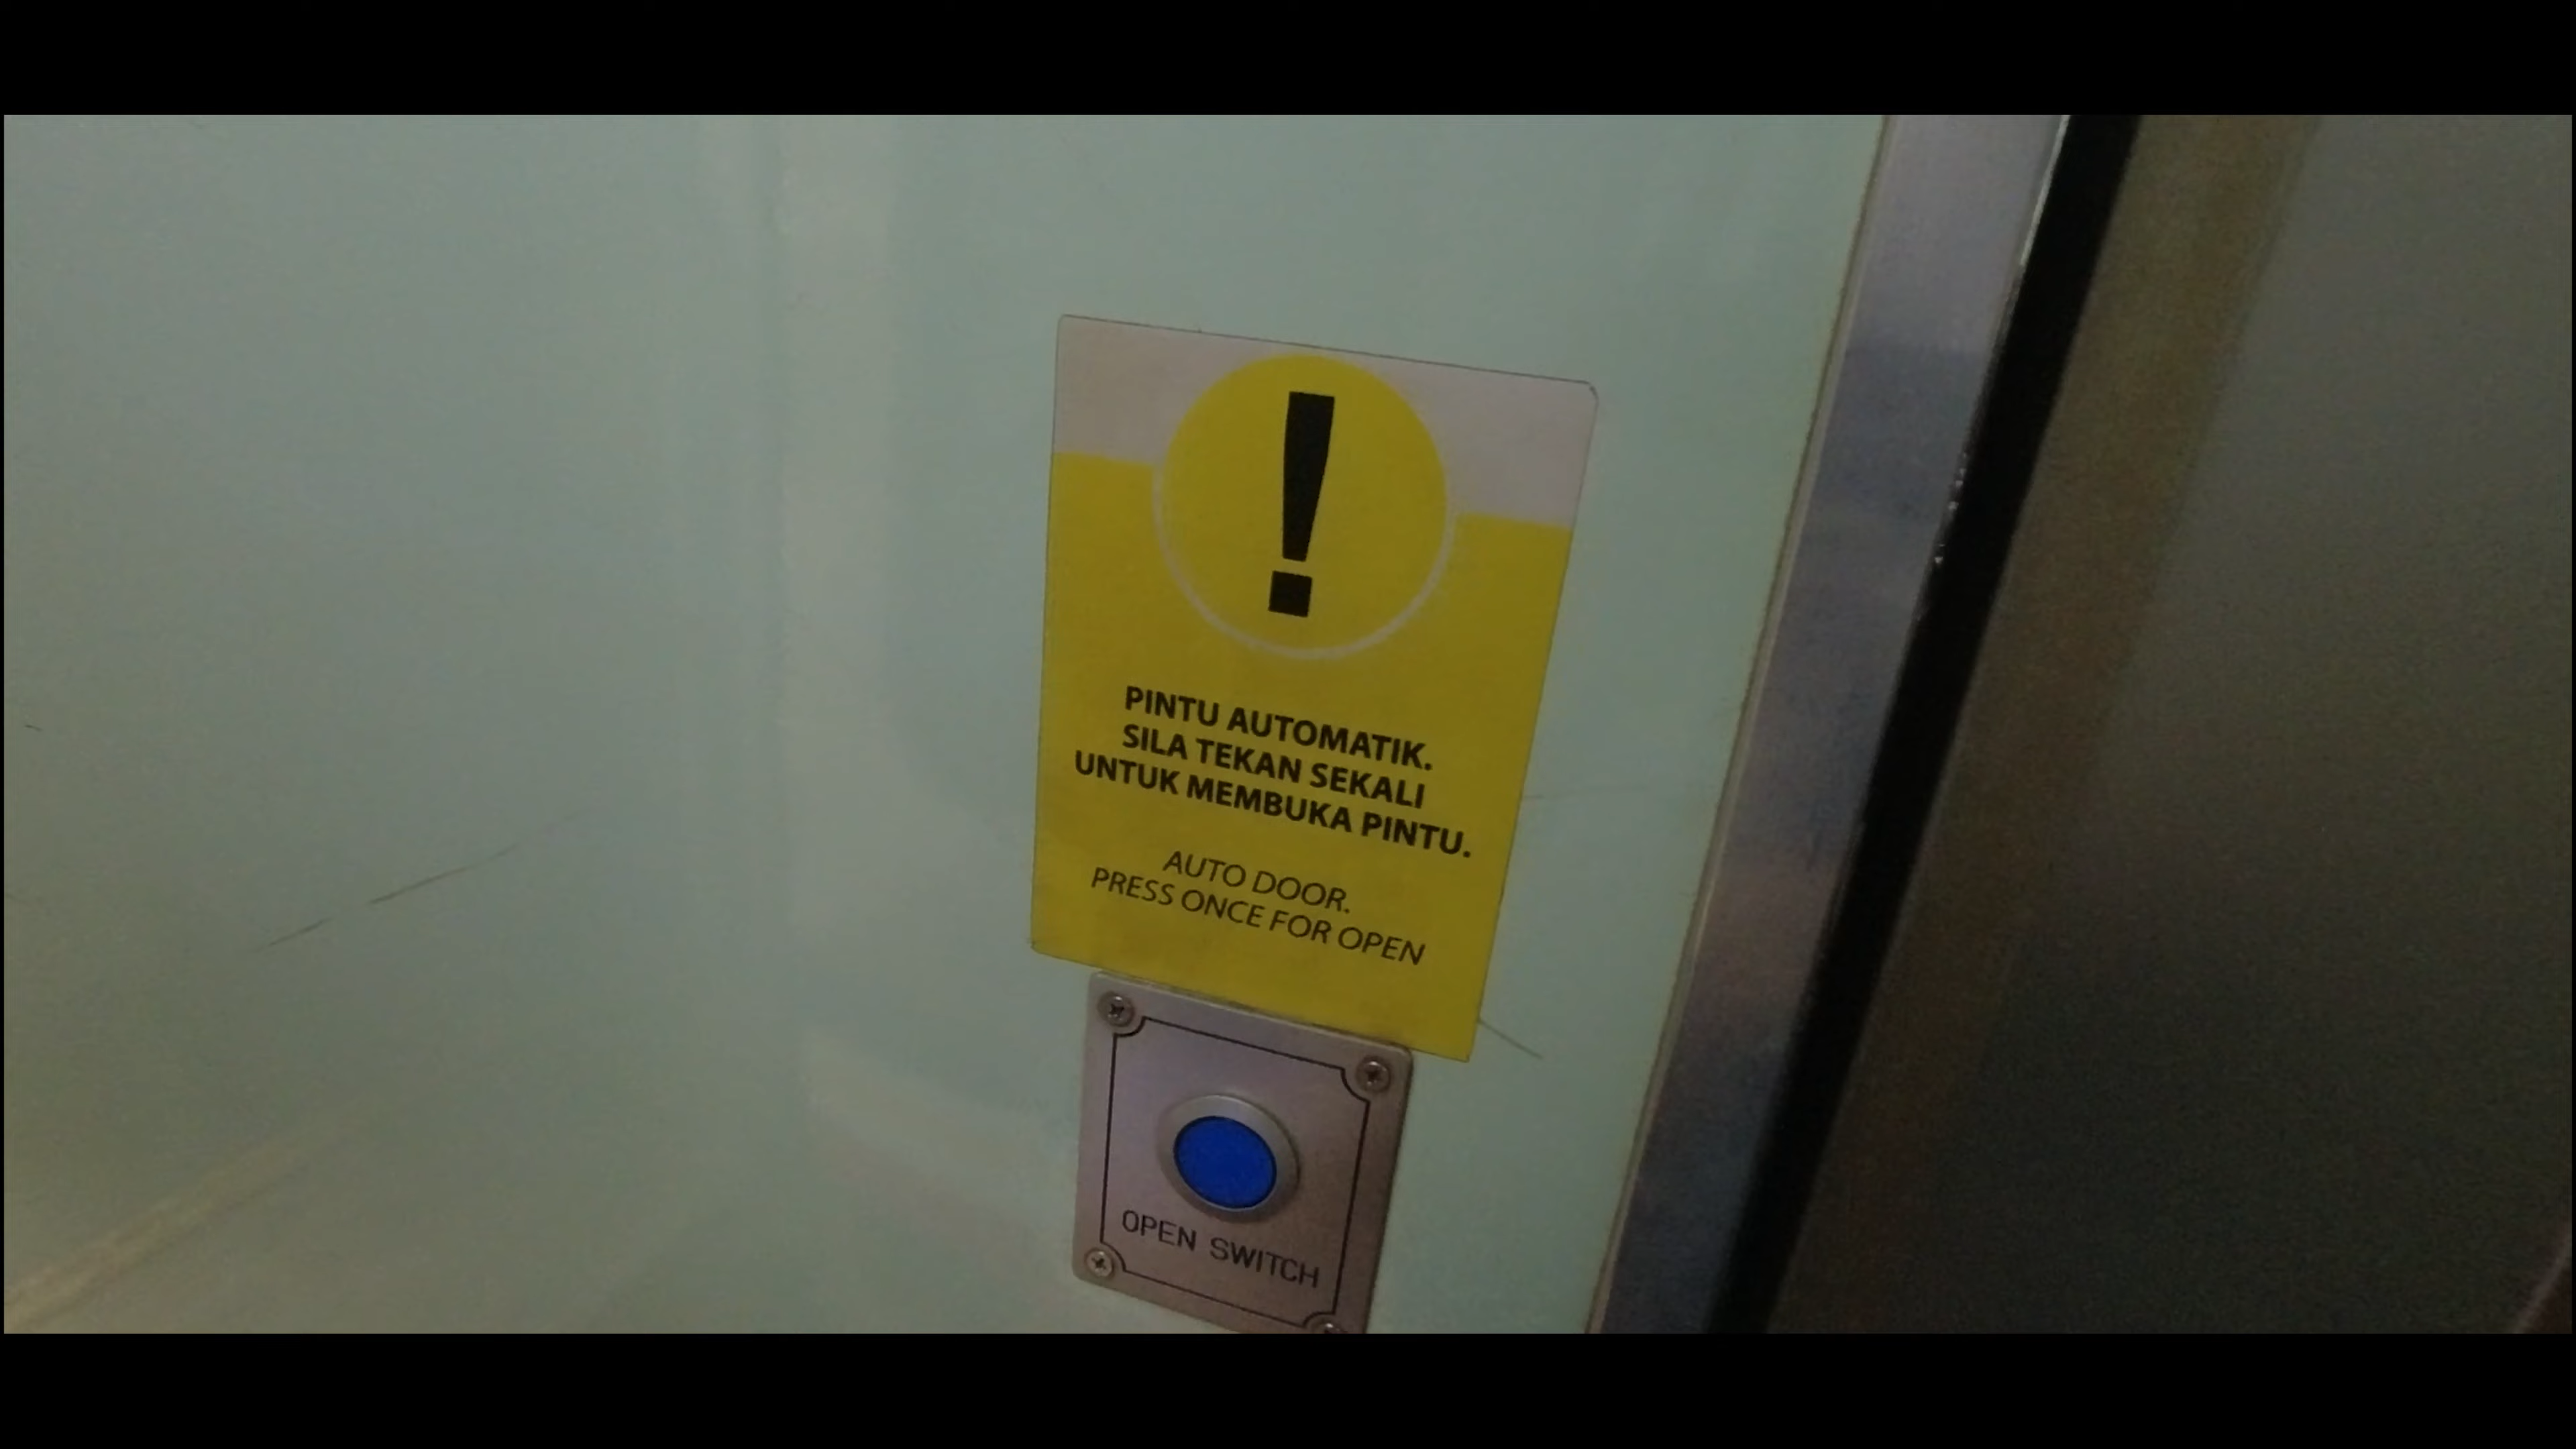 !
PINTU AUTOMATIK.
SILA TEKAN SEKALI
UNTUK MEMBUKA PINTU.
AUTO DOOR.
PRESS ONCE FOR OPEN
OPEN SWITCH